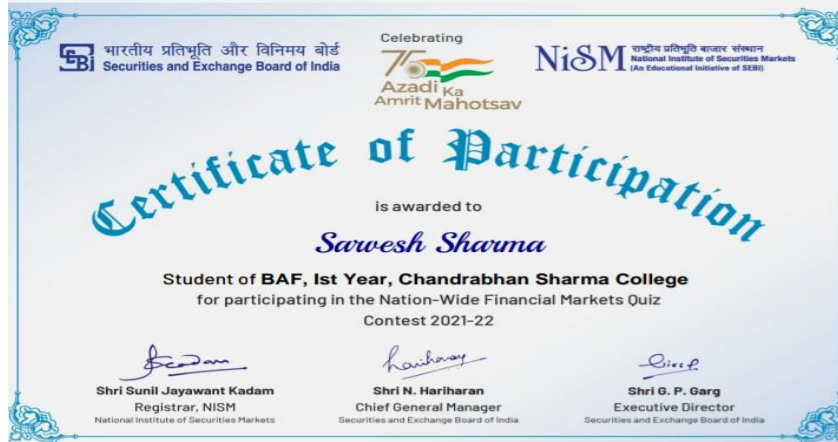 SEBI
भारतीय प्रतिभूति और विनिमय बोर्ड
Securities and Exchange Board of India
Celebrating
75
Azadi Ka
Amrit Mahotsav
NiSM
राष्ट्रीय प्रतिभूति बाजार संस्थान
National Institute of Securities Markets
(An Educational Initiative of SEBI)
Certificate of Participation
is awarded to
Sarvesh Sharma
Student of BAF, Ist Year, Chandrabhan Sharma College
for participating in the Nation-Wide Financial Markets Quiz
Contest 2021-22
Shri Sunil Jayawant Kadam
Registrar, NISM
National Institute of Securities Markets
Shri N. Hariharan
Chief General Manager
Securities and Exchange Board of India
Shri G. P. Garg
Executive Director
Securities and Exchange Board of India